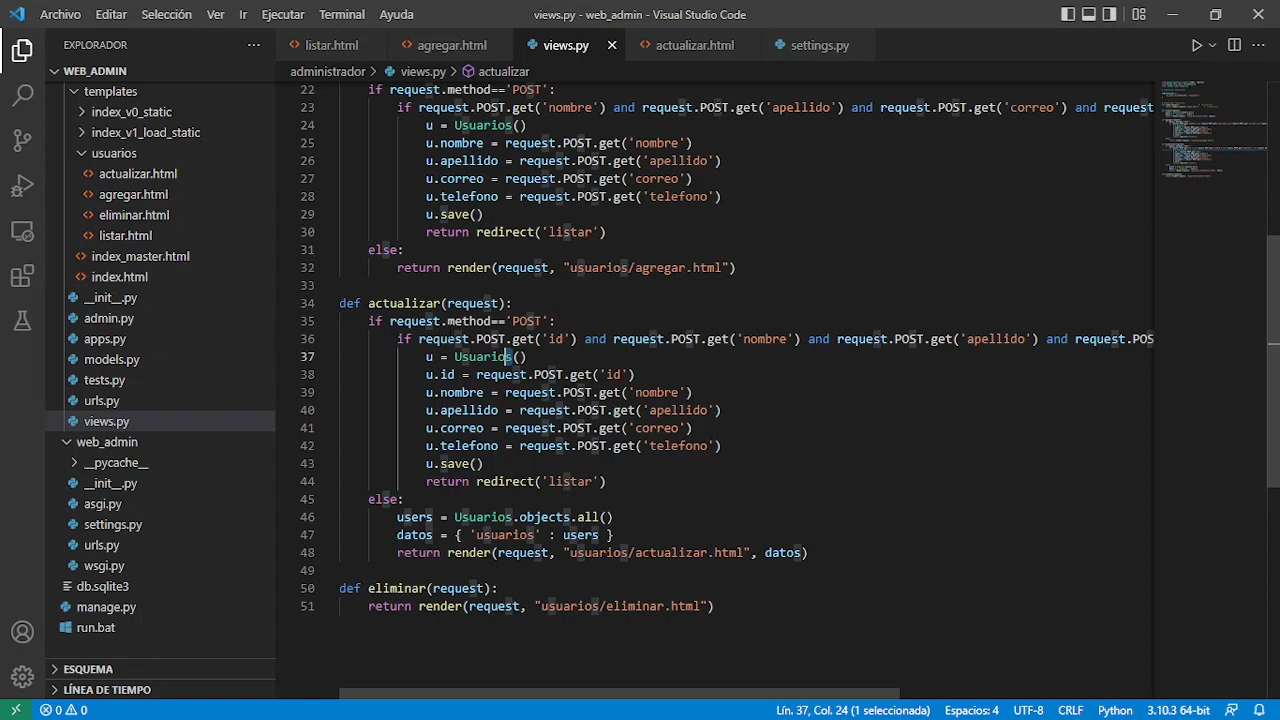 Archivo Editar Selección Ver Ir Ejecutar Terminal Ayuda views.py - web_admin - Visual Studio Code
EXPLORADOR
WEB_ADMIN
templates
index_v0_static
index_v1_load_static
usuarios
actualizar.html
agregar.html
eliminar.html
listar.html
index_master.html
index.html
__init__.py
admin.py
apps.py
models.py
tests.py
urls.py
views.py
web_admin
__pycache__
__init__.py
asgi.py
settings.py
urls.py
wsgi.py
db.sqlite3
manage.py
run.bat
ESQUEMA
LÍNEA DE TIEMPO
listar.html agregar.html views.py actualizar.html settings.py
administrador > views.py > actualizar
22 if request.method=='POST':
23 if request.POST.get('nombre') and request.POST.get('apellido') and request.POST.get('correo') and request
24 u = Usuarios()
25 u.nombre = request.POST.get('nombre')
26 u.apellido = request.POST.get('apellido')
27 u.correo = request.POST.get('correo')
28 u.telefono = request.POST.get('telefono')
29 u.save()
30 return redirect('listar')
31 else:
32 return render(request, "usuarios/agregar.html")
33
34 def actualizar(request):
35 if request.method=='POST':
36 if request.POST.get('id') and request.POST.get('nombre') and request.POST.get('apellido') and request.POS
37 u = Usuarios()
38 u.id = request.POST.get('id')
39 u.nombre = request.POST.get('nombre')
40 u.apellido = request.POST.get('apellido')
41 u.correo = request.POST.get('correo')
42 u.telefono = request.POST.get('telefono')
43 u.save()
44 return redirect('listar')
45 else:
46 users = Usuarios.objects.all()
47 datos = { 'usuarios' : users }
48 return render(request, "usuarios/actualizar.html", datos)
49
50 def eliminar(request):
51 return render(request, "usuarios/eliminar.html")
0 0 Lín. 37, Col. 24 (1 seleccionada) Espacios: 4 UTF-8 CRLF Python 3.10.3 64-bit